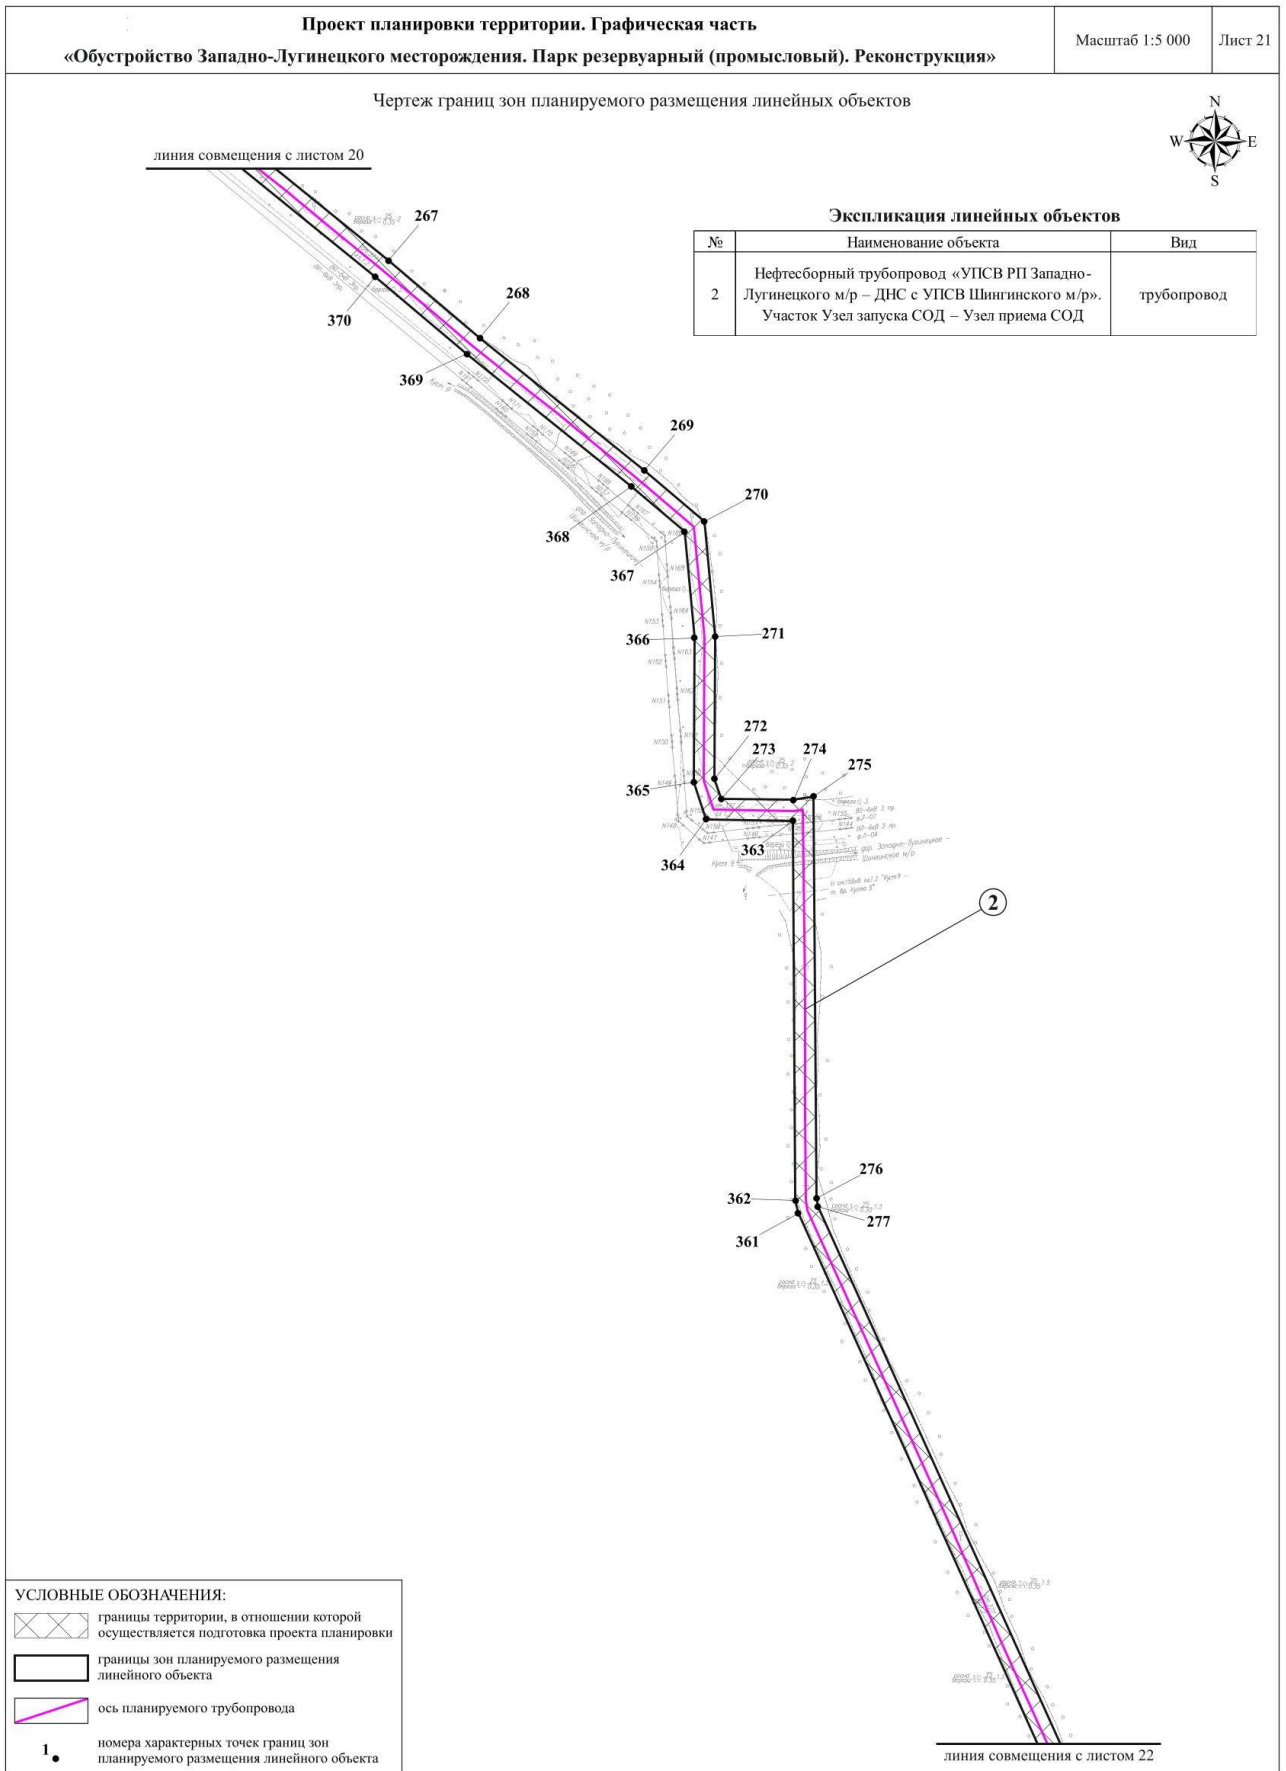 Проект планировки территории. Графическая часть
«Обустройство Западно-Лугинецкого месторождения. Парк резервуарный (промысловый). Реконструкция»
Масштаб 1:5 000
Лист 21
Чертеж границ зон планируемого размещения линейных объектов
N
W
E
S
линия совмещения с листом 20
Экспликация линейных объектов
№
Наименование объекта
Вид
2
Нефтесборный трубопровод «УПСВ РП Западно-
Лугинецкого м/р – ДНС с УПСВ Шингинского м/р».
Участок Узел запуска СОД – Узел приема СОД
трубопровод
267
370
268
369
269
270
368
367
366
271
272
273
274
275
365
364
363
2
276
362
277
361
УСЛОВНЫЕ ОБОЗНАЧЕНИЯ:
границы территории, в отношении которой
осуществляется подготовка проекта планировки
границы зон планируемого размещения
линейного объекта
ось планируемого трубопровода
1
номера характерных точек границ зон
планируемого размещения линейного объекта
линия совмещения с листом 22